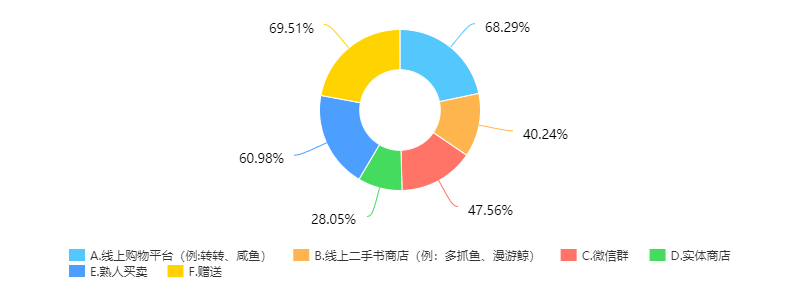 69.51%
68.29%
40.24%
60.98%
47.56%
28.05%
A.线上购物平台（例:转转、咸鱼）
B.线上二手书商店（例：多抓鱼、漫游鲸）
C.微信群
D.实体商店
E.熟人买卖
F.赠送